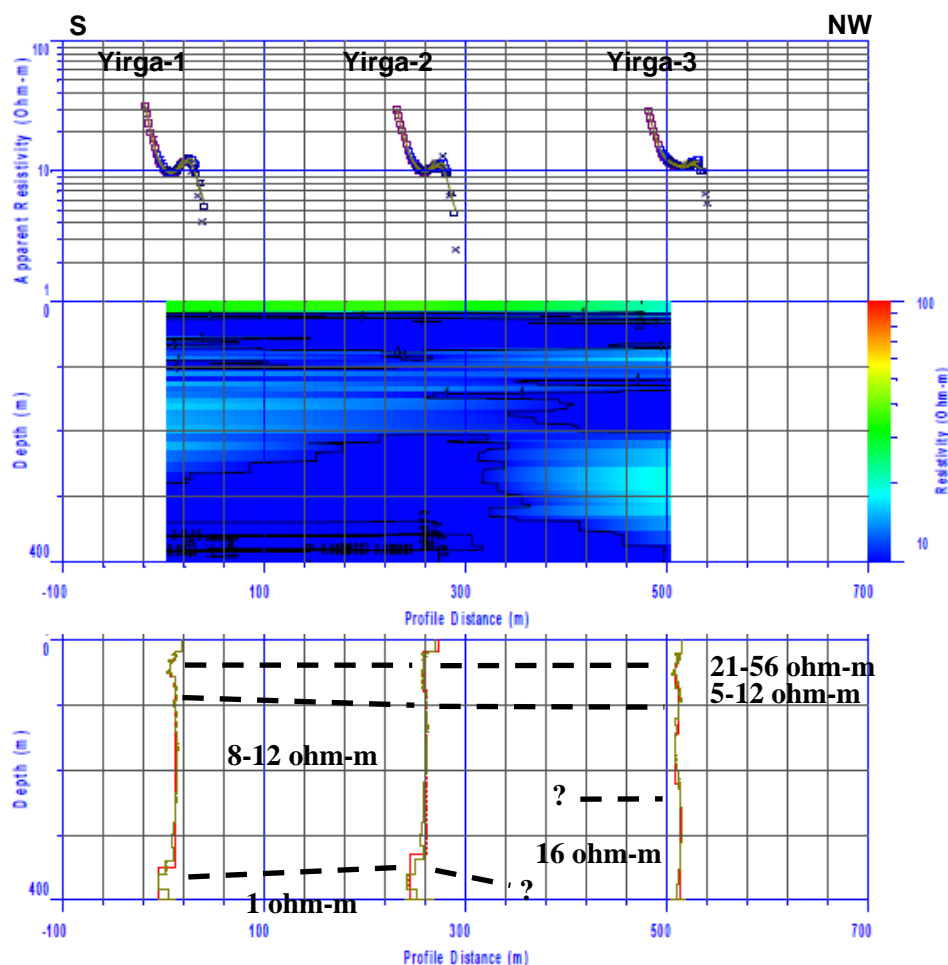 S NW
Yirga-1 Yirga-2 Yirga-3
Apparent Resistivity (Ohm-m)
100
10
1
Depth (m)
0
400
Resistivity (Ohm-m)
100
10
-100 100 300 500 700
Profile Distance (m)
Depth (m)
0
400
21-56 ohm-m
5-12 ohm-m
8-12 ohm-m
?
16 ohm-m
?
1 ohm-m
-100 100 300 500 700
Profile Distance (m)